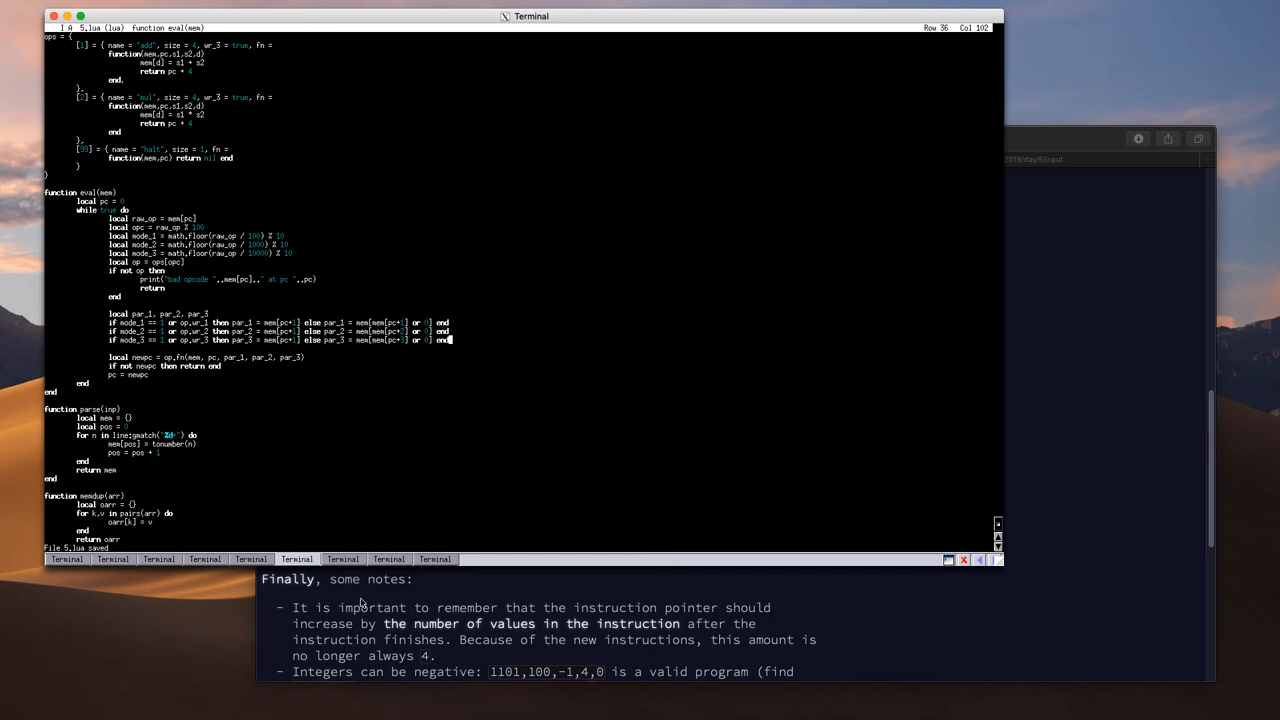 Terminal
I A 5.lua (lua) function eval(mem) Row 36 Col 102
ops = {
[1] = { name = "add", size = 4, wr_3 = true, fn =
function(mem,pc,s1,s2,d)
mem[d] = s1 + s2
return pc + 4
end,
},
[2] = { name = "mul", size = 4, wr_3 = true, fn =
function(mem,pc,s1,s2,d)
mem[d] = s1 * s2
return pc + 4
end
},
[99] = { name = "halt", size = 1, fn =
function(mem,pc) return nil end
}
}
function eval(mem)
local pc = 0
while true do
local raw_op = mem[pc]
local opc = raw_op % 100
local mode_1 = math.floor(raw_op / 100) % 10
local mode_2 = math.floor(raw_op / 1000) % 10
local mode_3 = math.floor(raw_op / 10000) % 10
local op = ops[opc]
if not op then
print("bad opcode "..mem[pc].." at pc "..pc)
return
end
local par_1, par_2, par_3
if mode_1 == 1 or op.wr_1 then par_1 = mem[pc+1] else par_1 = mem[mem[pc+1] or 0] end
if mode_2 == 1 or op.wr_2 then par_2 = mem[pc+1] else par_2 = mem[mem[pc+2] or 0] end
if mode_3 == 1 or op.wr_3 then par_3 = mem[pc+1] else par_3 = mem[mem[pc+3] or 0] end
local newpc = op.fn(mem, pc, par_1, par_2, par_3)
if not newpc then return end
pc = newpc
end
end
function parse(inp)
local mem = {}
local pos = 0
for n in line:gmatch("%d+") do
mem[pos] = tonumber(n)
pos = pos + 1
end
return mem
end
function memdup(arr)
local oarr = {}
for k,v in pairs(arr) do
oarr[k] = v
end
return oarr
File 5.lua saved
Terminal Terminal Terminal Terminal Terminal Terminal Terminal Terminal Terminal
2019/day/5/input
Finally, some notes:
- It is important to remember that the instruction pointer should
increase by the number of values in the instruction after the
instruction finishes. Because of the new instructions, this amount is
no longer always 4.
- Integers can be negative: 1101,100,-1,4,0 is a valid program (find